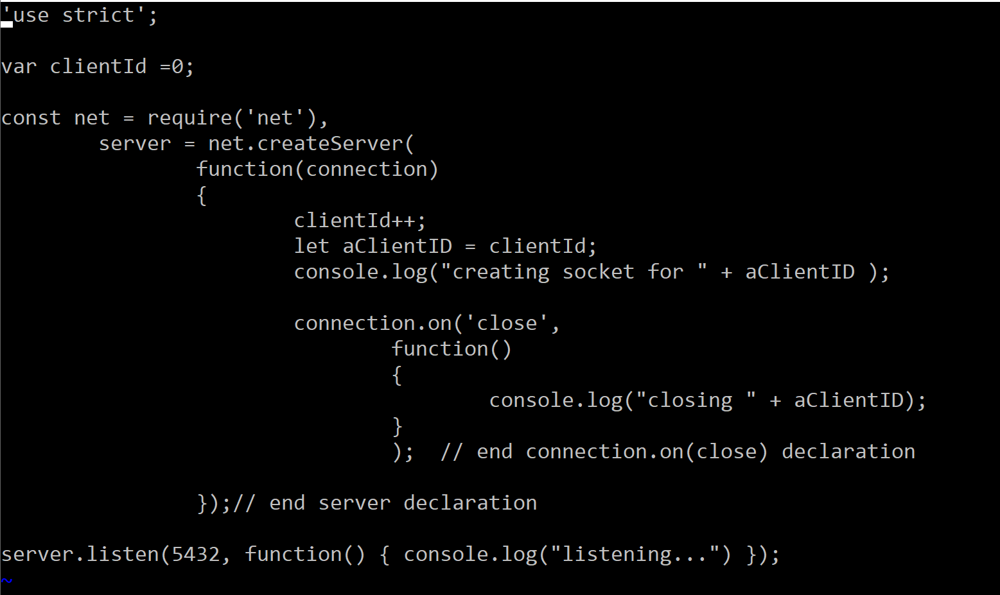 'use strict';
var clientId =0;
const net = require('net'),
server = net.createServer(
function(connection)
{
clientId++;
let aClientID = clientId;
console.log("creating socket for " + aClientID );
connection.on('close',
function()
{
console.log("closing " + aClientID);
}
);  // end connection.on(close) declaration
});// end server declaration
server.listen(5432, function() { console.log("listening...") });
~